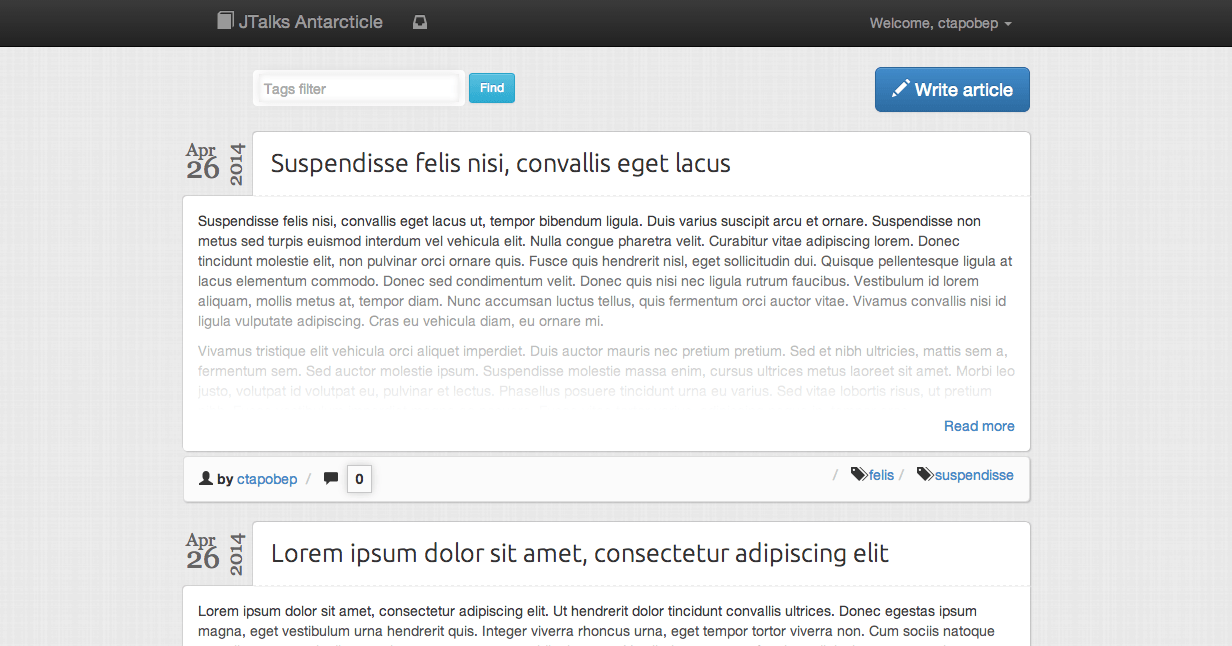 JTalks Antarcticle
Welcome, ctapobep
Tags filter
Find
Write article
Apr
26
2014
Suspendisse felis nisi, convallis eget lacus
Suspendisse felis nisi, convallis eget lacus ut, tempor bibendum ligula. Duis varius suscipit arcu et ornare. Suspendisse non
metus sed turpis euismod interdum vel vehicula elit. Nulla congue pharetra velit. Curabitur vitae adipiscing lorem. Donec
tincidunt molestie elit, non pulvinar orci ornare quis. Fusce quis hendrerit nisl, eget sollicitudin dui. Quisque pellentesque ligula at
lacus elementum commodo. Donec sed condimentum velit. Donec quis nisi nec ligula rutrum faucibus. Vestibulum id lorem
aliquam, mollis metus at, tempor diam. Nunc accumsan luctus tellus, quis fermentum orci auctor vitae. Vivamus convallis nisi id
ligula vulputate adipiscing. Cras eu vehicula diam, eu ornare mi.
Vivamus tristique elit vehicula orci aliquet imperdiet. Duis auctor mauris nec pretium pretium. Sed et nibh ultricies, mattis sem a,
fermentum sem. Sed auctor molestie ipsum. Suspendisse molestie massa enim, cursus ultrices metus laoreet sit amet. Morbi leo
justo, volutpat id volutpat eu, pulvinar et lectus. Phasellus posuere tincidunt urna eu varius. Sed vitae lobortis risus, ut pretium
Read more
by ctapobep / 0
/ felis / suspendisse
Apr
26
2014
Lorem ipsum dolor sit amet, consectetur adipiscing elit
Lorem ipsum dolor sit amet, consectetur adipiscing elit. Ut hendrerit dolor tincidunt convallis ultrices. Donec egestas ipsum
magna, eget vestibulum urna hendrerit quis. Integer viverra rhoncus urna, eget tempor tortor viverra non. Cum sociis natoque